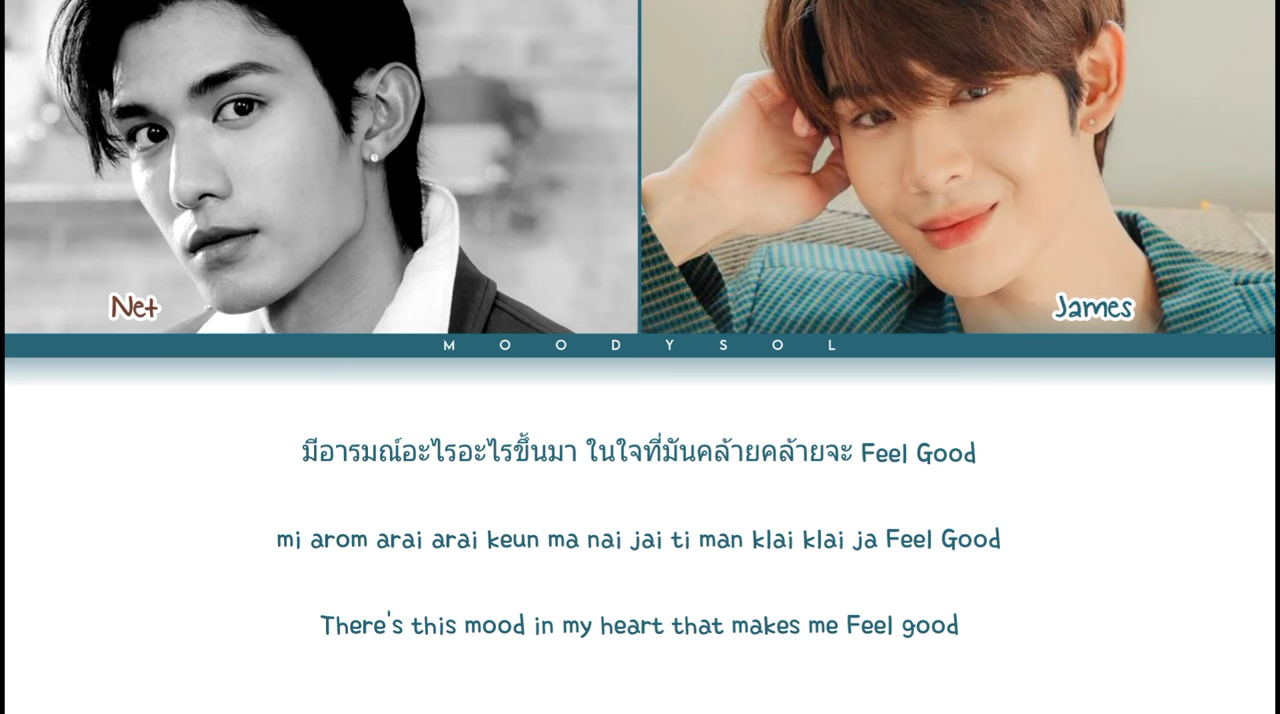 Net
James
MOODYSOL
มีอารมณ์อะไรอะไรขึ้นมา ในใจที่มันคล้ายคล้ายจะ Feel Good
mi arom arai arai keun ma nai jai ti man klai klai ja Feel Good
There's this mood in my heart that makes me Feel good